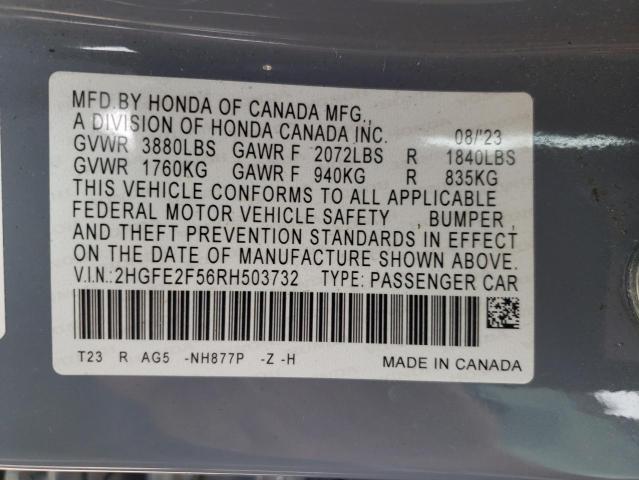 MFD.BY HONDA OF CANADA MFG.,
A DIVISION OF HONDA CANADA INC. 08/'23
GVWR 3880LBS GAWR F 2072LBS R 1840LBS
GVWR 1760KG GAWR F 940KG R 835KG
THIS VEHICLE CONFORMS TO ALL APPLICABLE
FEDERAL MOTOR VEHICLE SAFETY , BUMPER ,
AND THEFT PREVENTION STANDARDS IN EFFECT
ON THE DATE OF MANUFACTURE SHOWN ABOVE.
V.I.N.:2HGFE2F56RH503732 TYPE: PASSENGER CAR
T23 R AG5 -NH877P -Z -H
MADE IN CANADA